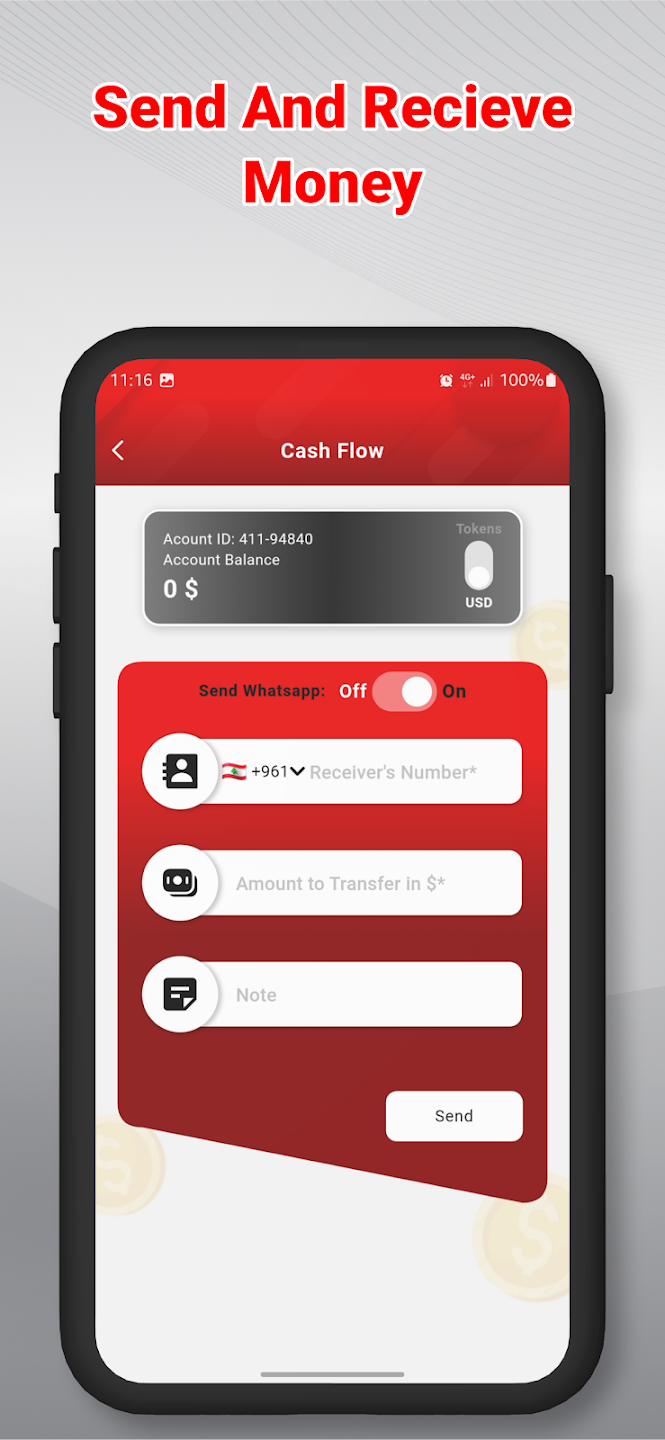 Send And Recieve
Money
11:16 4G+ 100%
Cash Flow
Acount ID: 411-94840
Tokens
Account Balance
0 $
USD
Send Whatsapp: Off On
+961 Receiver's Number*
Amount to Transfer in $*
Note
Send